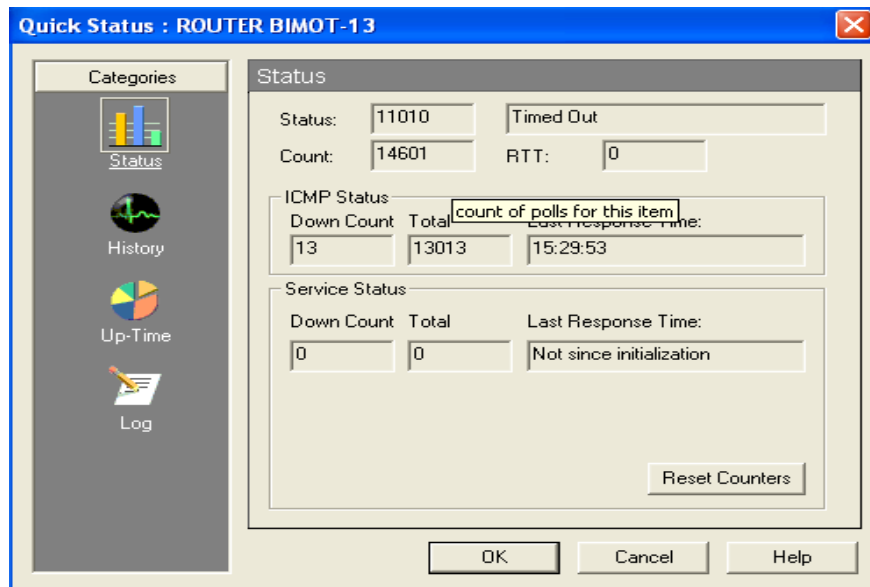 Quick Status : ROUTER BIMOT-13
Categories
Status
History
Up-Time
Log
Status
Status: 11010 Timed Out
Count: 14601 RTT: 0
ICMP Status
count of polls for this item
Down Count Total Last Response Time:
13 13013 15:29:53
Service Status
Down Count Total Last Response Time:
0 0 Not since initialization
Reset Counters
OK Cancel Help